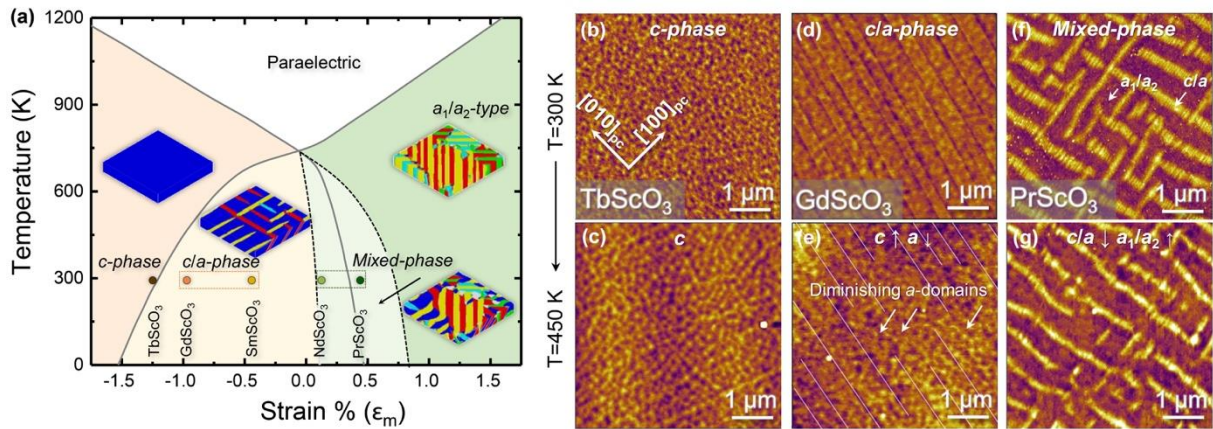 (a)
1200
900
600
300
0
Temperature (K)
Paraelectric
a₁/a₂-type
c-phase
c/a-phase
Mixed-phase
TbScO₃
GdScO₃
SmScO₃
NdScO₃
PrScO₃
-1.5
-1.0
-0.5
0.0
0.5
1.0
1.5
Strain % (εₘ)
T=300 K
T=450 K
(b)
c-phase
[010]pc
[100]pc
TbScO₃
1 μm
(d)
c/a-phase
GdScO₃
1 μm
(f)
Mixed-phase
a₁/a₂
c/a
PrScO₃
1 μm
(c)
c
1 μm
(e)
c ↑ a ↓
Diminishing a-domains
1 μm
(g)
c/a ↓ a₁/a₂ ↑
1 μm